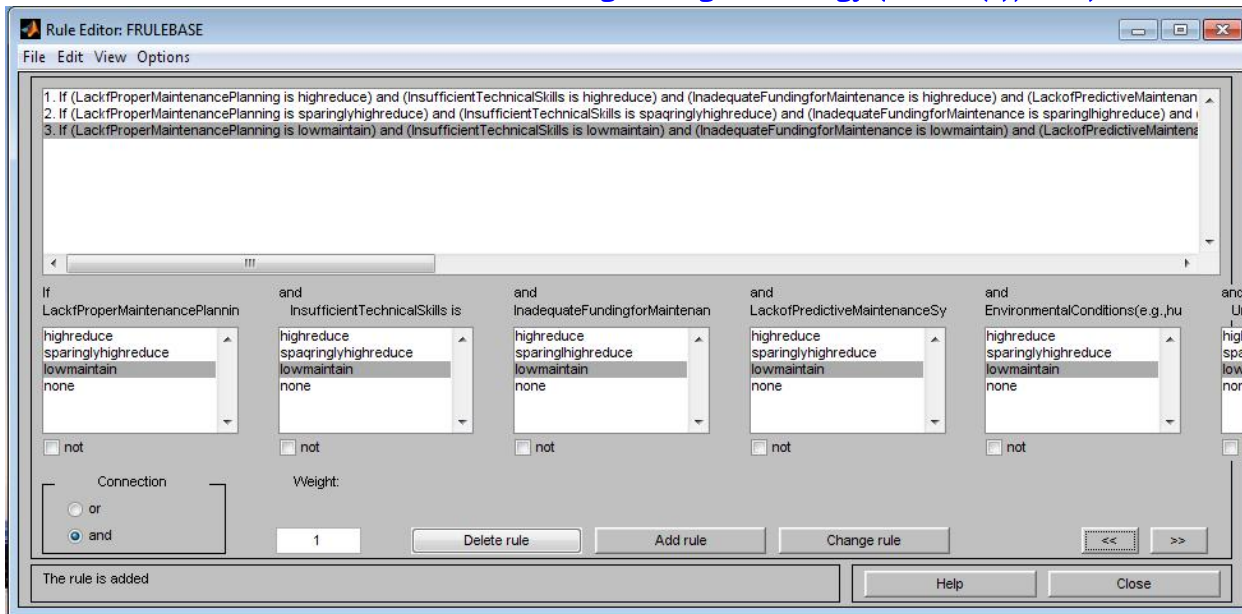 Rule Editor: FRULEBASE
File Edit View Options
1. If (LackfProperMaintenancePlanning is highreduce) and (InsufficientTechnicalSkills is highreduce) and (InadequateFundingforMaintenance is highreduce) and (LackofPredictiveMaintenan
2. If (LackfProperMaintenancePlanning is sparinglyhighreduce) and (InsufficientTechnicalSkills is spaqringlyhighreduce) and (InadequateFundingforMaintenance is sparinglhighreduce) and (
3. If (LackfProperMaintenancePlanning is lowmaintain) and (InsufficientTechnicalSkills is lowmaintain) and (InadequateFundingforMaintenance is lowmaintain) and (LackofPredictiveMaintena
If and and and and and
LackfProperMaintenancePlannin InsufficientTechnicalSkills is InadequateFundingforMaintenan LackofPredictiveMaintenanceSy EnvironmentalConditions(e.g.,hu
highreduce highreduce highreduce highreduce highreduce
sparinglyhighreduce spaqringlyhighreduce sparinglhighreduce sparinglyhighreduce sparinglyhighreduce
lowmaintain lowmaintain lowmaintain lowmaintain lowmaintain low
none none none none none
not not not not not
Connection Weight:
or
and 1 Delete rule Add rule Change rule << >>
The rule is added Help Close